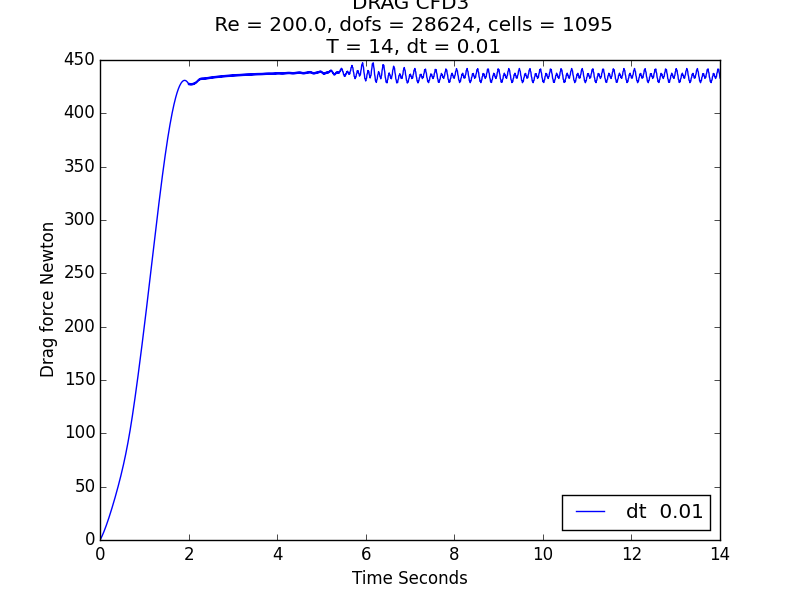 DRAG CFD3
Re = 200.0, dofs = 28624, cells = 1095
T = 14, dt = 0.01
450
400
350
300
250
200
150
100
50
0
Drag force Newton
0 2 4 6 8 10 12 14
Time Seconds
dt 0.01